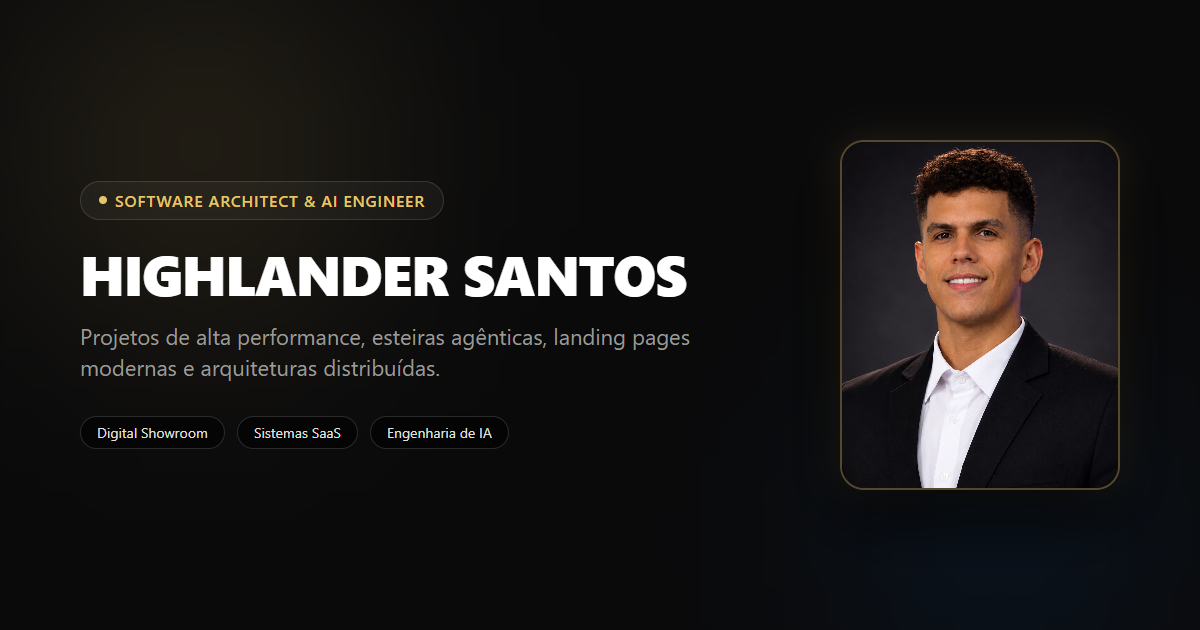 SOFTWARE ARCHITECT & AI ENGINEER
HIGHLANDER SANTOS
Projetos de alta performance, esteiras agênticas, landing pages
modernas e arquiteturas distribuídas.
Digital Showroom
Sistemas SaaS
Engenharia de IA